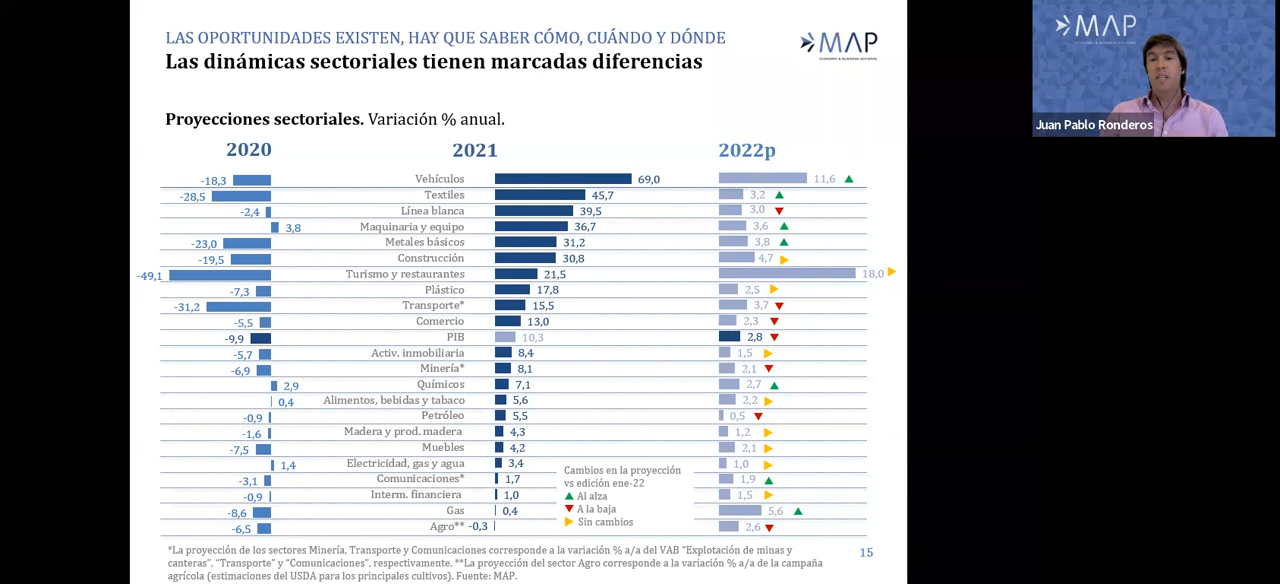 LAS OPORTUNIDADES EXISTEN, HAY QUE SABER CÓMO, CUÁNDO Y DÓNDE
Las dinámicas sectoriales tienen marcadas diferencias
MAP
ECONOMIC & BUSINESS ADVISORS
MAP
Juan Pablo Ronderos
Proyecciones sectoriales. Variación % anual.
2020 2021 2022p
-18,3 Vehículos 69,0 11,6
-28,5 Textiles 45,7 3,2
-2,4 Línea blanca 39,5 3,0
3,8 Maquinaria y equipo 36,7 3,6
-23,0 Metales básicos 31,2 3,8
-19,5 Construcción 30,8 4,7
-49,1 Turismo y restaurantes 21,5 18,0
-7,3 Plástico 17,8 2,5
-31,2 Transporte* 15,5 3,7
-5,5 Comercio 13,0 2,3
-9,9 PIB 10,3 2,8
-5,7 Activ. inmobiliaria 8,4 1,5
-6,9 Minería* 8,1 2,1
2,9 Químicos 7,1 2,7
0,4 Alimentos, bebidas y tabaco 5,6 2,2
-0,9 Petróleo 5,5 0,5
-1,6 Madera y prod. madera 4,3 1,2
-7,5 Muebles 4,2 2,1
1,4 Electricidad, gas y agua 3,4 1,0
-3,1 Comunicaciones* 1,7 1,9
-0,9 Interm. financiera 1,0 1,5
-8,6 Gas 0,4 5,6
-6,5 Agro** -0,3 2,6
Cambios en la proyección
vs edición ene-22
Al alza
A la baja
Sin cambios
*La proyección de los sectores Minería, Transporte y Comunicaciones corresponde a la variación % a/a del VAB "Explotación de minas y
canteras", "Transporte" y "Comunicaciones", respectivamente. **La proyección del sector Agro corresponde a la variación % a/a de la campaña
agrícola (estimaciones del USDA para los principales cultivos). Fuente: MAP.
15